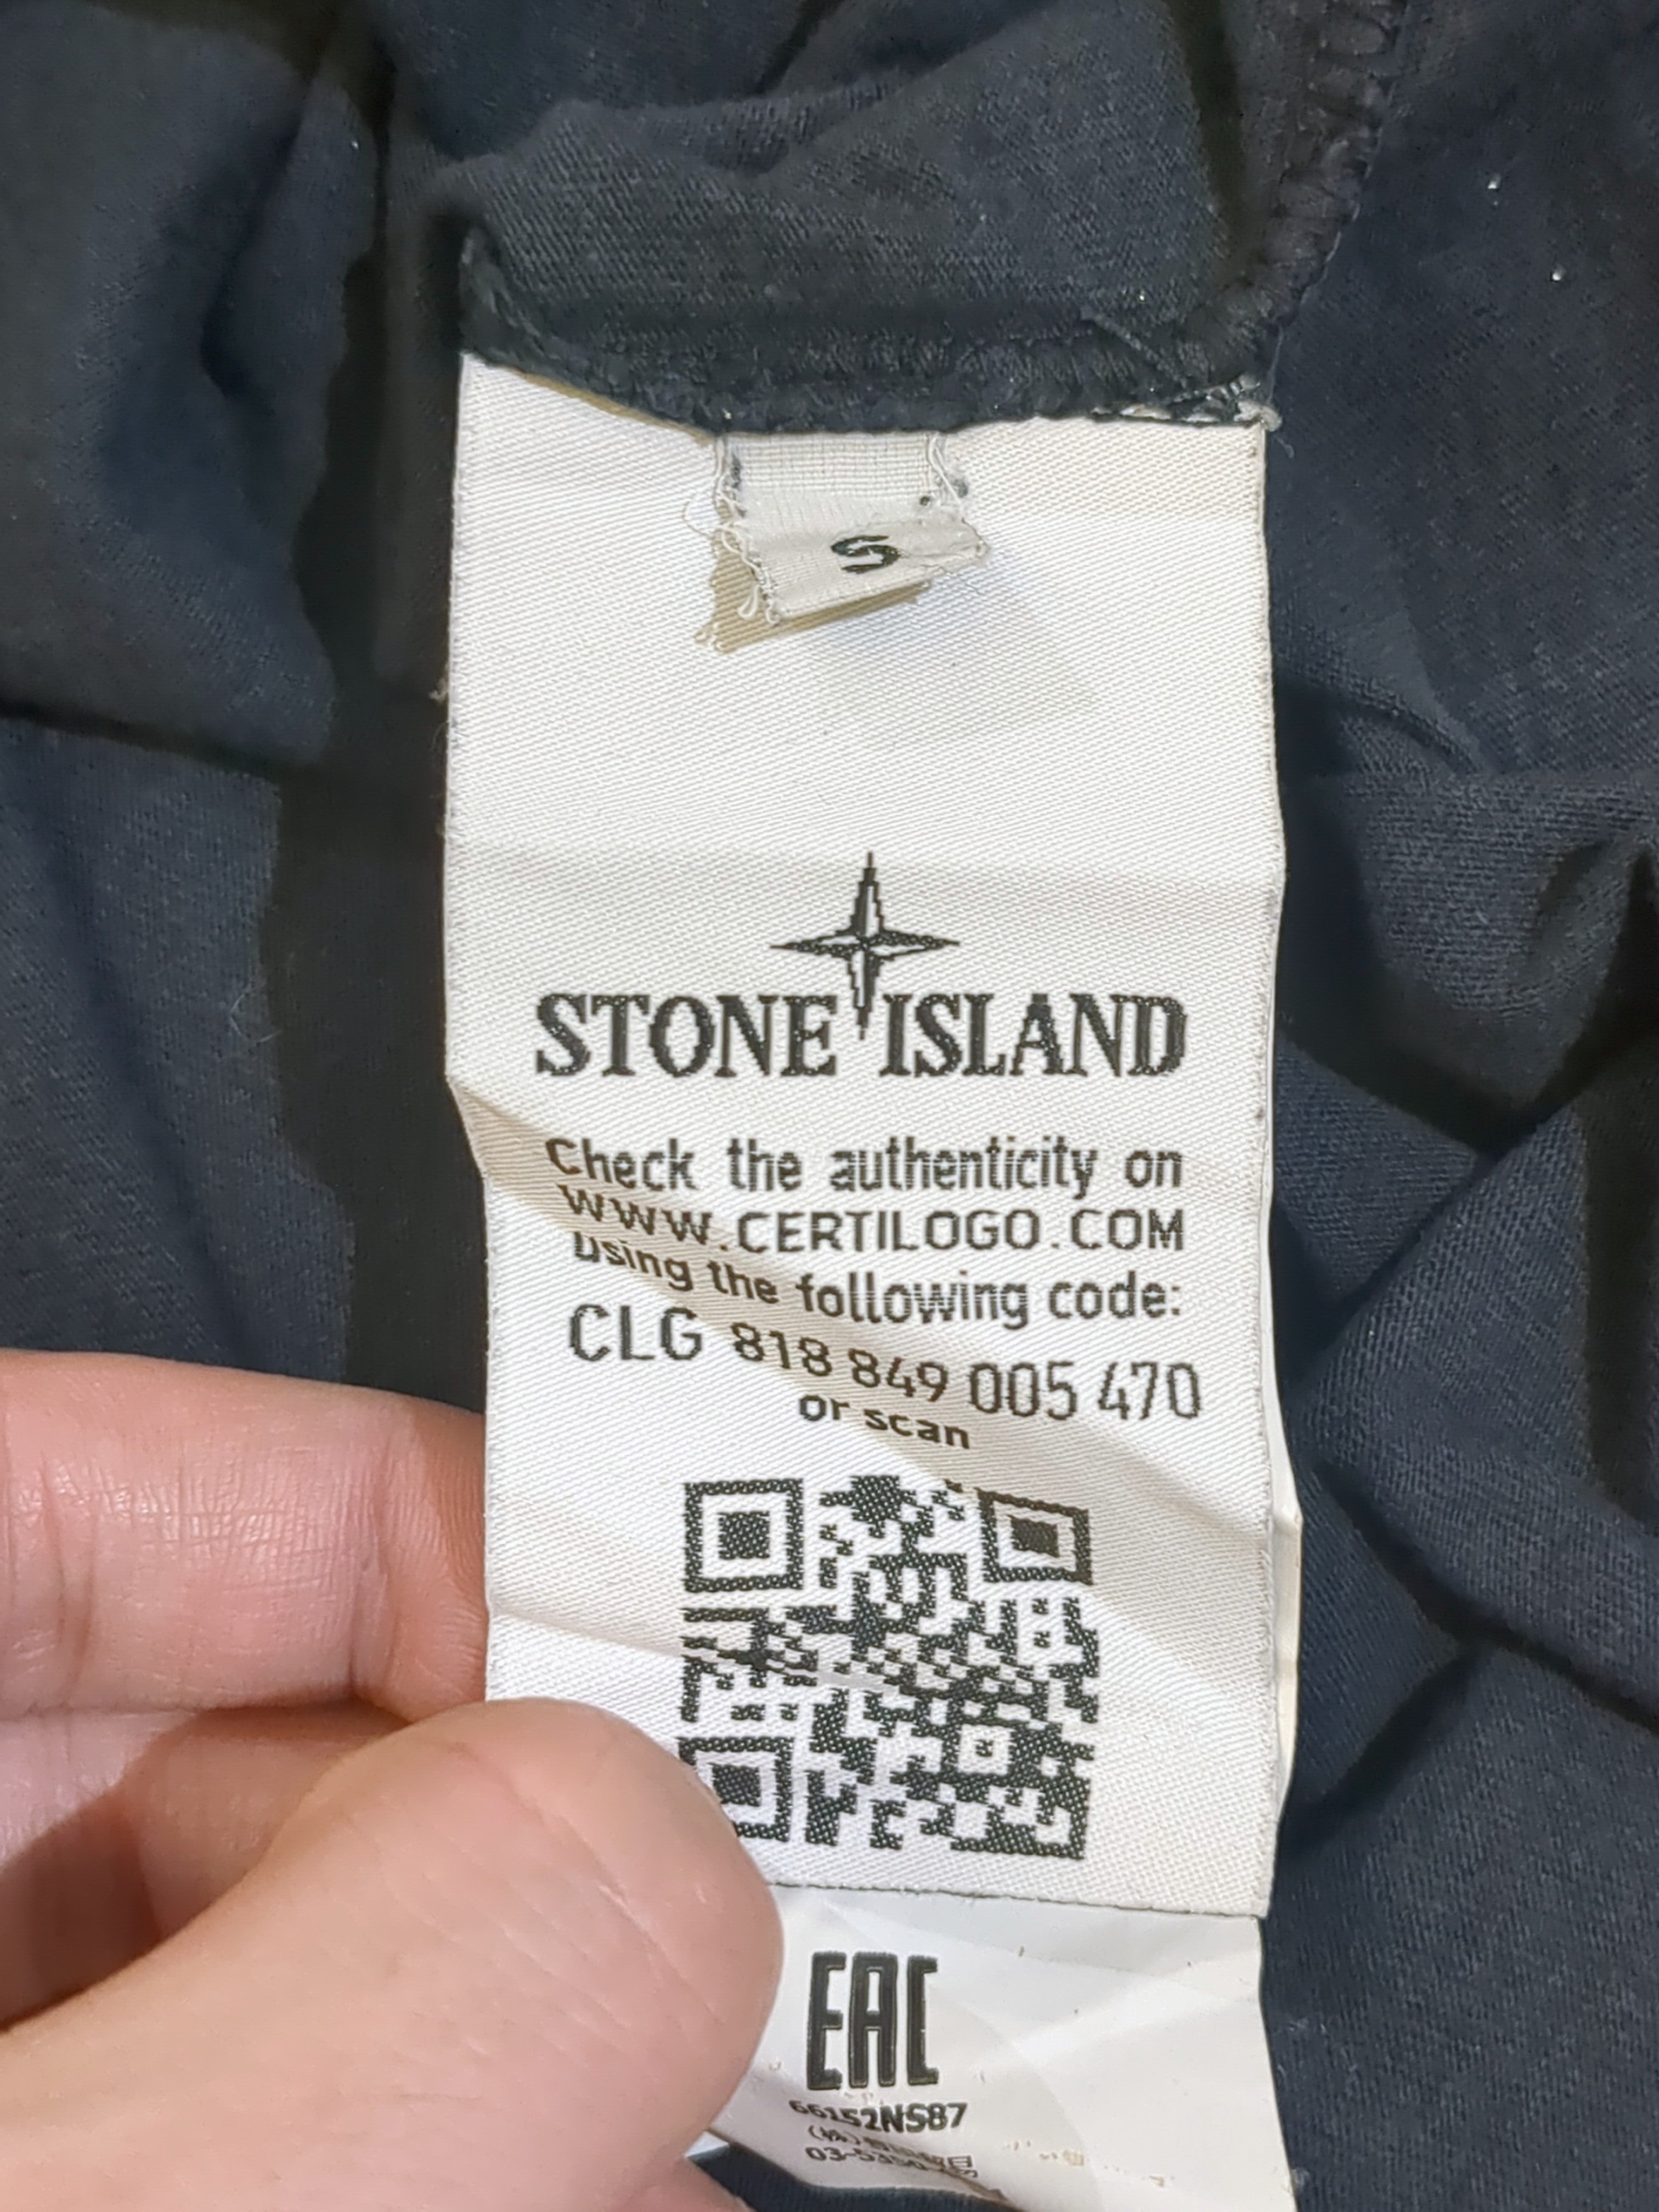 S
STONE ISLAND
Check the authenticity on
WWW.CERTILOGO.COM
using the following code:
CLG 818 849 005 470
or scan
EAC
66152NS87